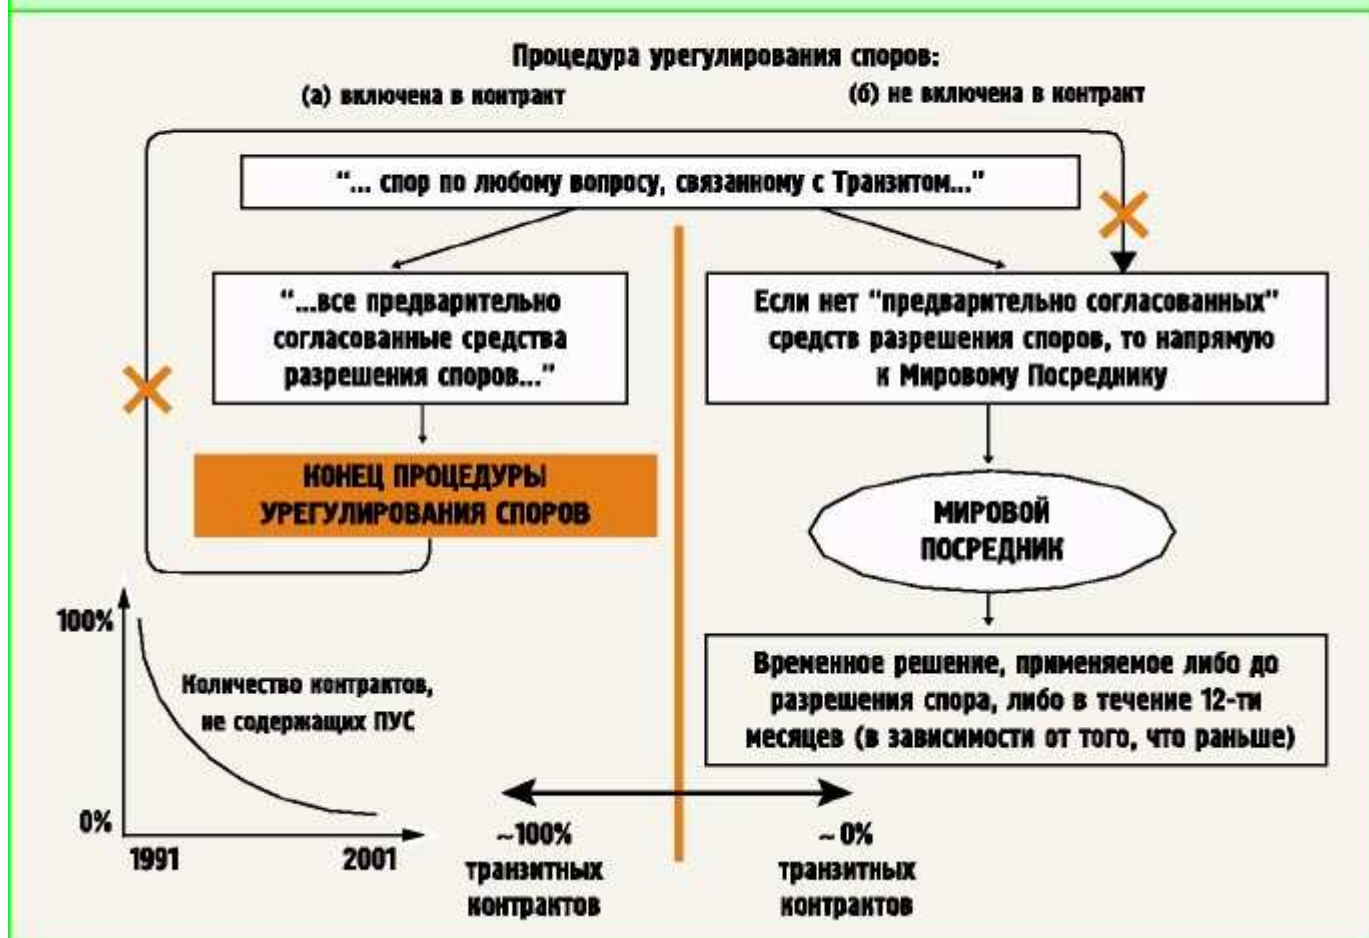 Процедура урегулирования споров:
(а) включена в контракт
(б) не включена в контракт
“... спор по любому вопросу, связанному с Транзитом...”
“...все предварительно
согласованные средства
разрешения споров...”
Если нет “предварительно согласованных”
средств разрешения споров, то напрямую
к Мировому Посреднику
КОНЕЦ ПРОЦЕДУРЫ
УРЕГУЛИРОВАНИЯ СПОРОВ
МИРОВОЙ
ПОСРЕДНИК
Временное решение, применяемое либо до
разрешения спора, либо в течение 12-ти
месяцев (в зависимости от того, что раньше)
100%
Количество контрактов,
не содержащих ПУС
0%
1991
2001
~100%
транзитных
контрактов
~0%
транзитных
контрактов